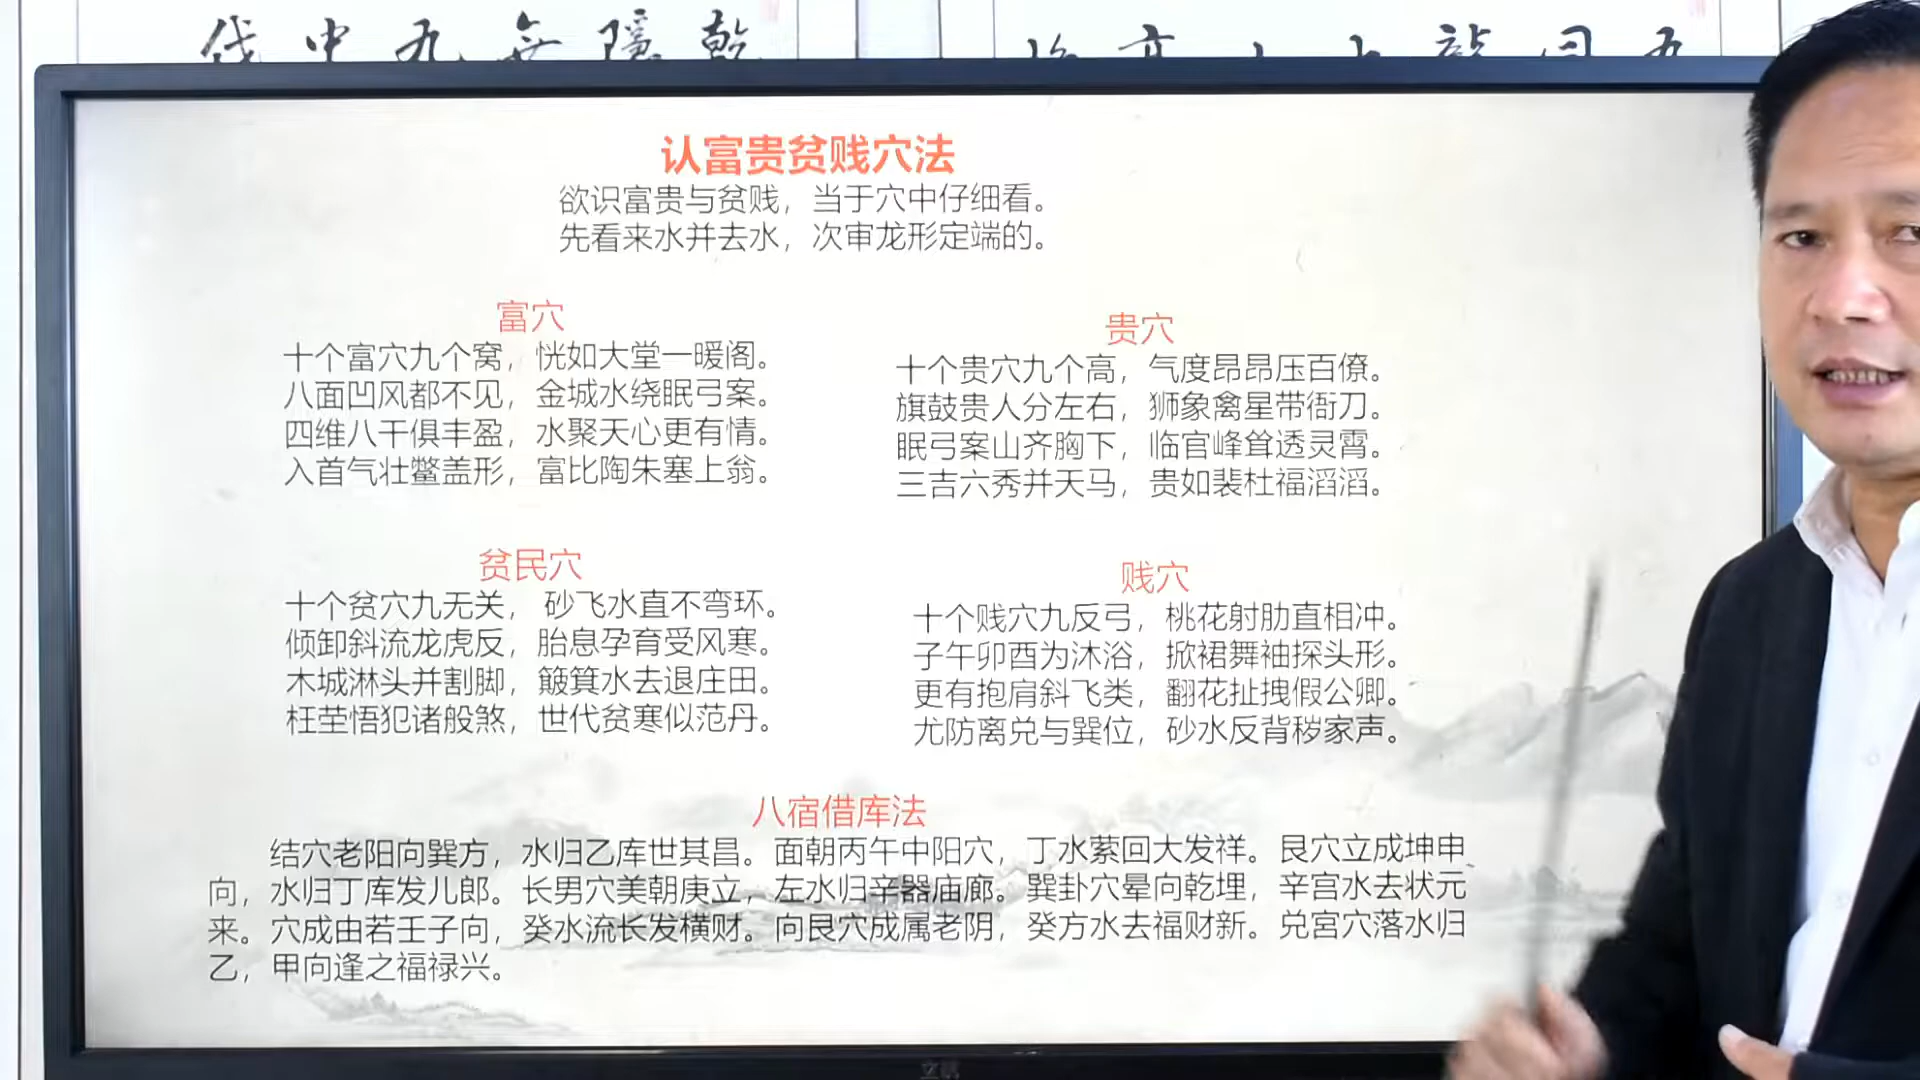 伐中九無隱乾
认富贵贫贱穴法
欲识富贵与贫贱，当于穴中仔细看。
先看来水并去水，次审龙形定端的。
富穴
十个富穴九个窝，恍如大堂一暖阁。
八面凹风都不见，金城水绕眠弓案。
四维八干俱丰盈，水聚天心更有情。
入首气壮鳖盖形，富比陶朱塞上翁。
贵穴
十个贵穴九个高，气度昂昂压百僚。
旗鼓贵人分左右，狮象禽星带衙刀。
眠弓案山齐胸下，临官峰耸透灵霄。
三吉六秀并天马，贵如裴杜福滔滔。
贫民穴
十个贫穴九无关， 砂飞水直不弯环。
倾卸斜流龙虎反，胎息孕育受风寒。
木城淋头并割脚，簸箕水去退庄田。
枉茔悟犯诸般煞，世代贫寒似范丹。
贱穴
十个贱穴九反弓，桃花射肋直相冲。
子午卯酉为沐浴，掀裙舞袖探头形。
更有抱肩斜飞类，翻花扯拽假公卿。
尤防离兑与巽位，砂水反背秽家声。
八宿借库法
结穴老阳向巽方，水归乙库世其昌。面朝丙午中阳穴，丁水萦回大发祥。艮穴立成坤申
向，水归丁库发儿郎。长男穴美朝庚立，左水归辛器庙廊。巽卦穴晕向乾埋，辛宫水去状元
来。穴成由若壬子向，癸水流长发横财。向艮穴成属老阴，癸方水去福财新。兑宫穴落水归
乙，甲向逢之福禄兴。